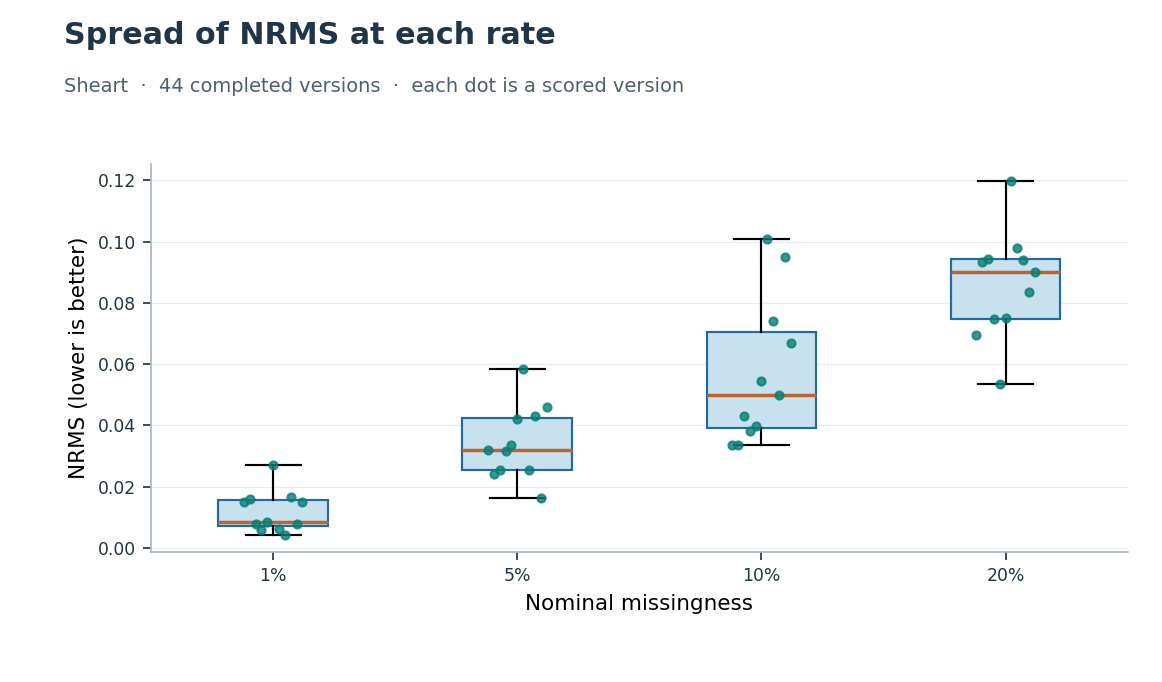 Spread of NRMS at each rate
Sheart · 44 completed versions · each dot is a scored version
NRMS (lower is better)
0.12
0.10
0.08
0.06
0.04
0.02
0.00
1% 5% 10% 20%
Nominal missingness